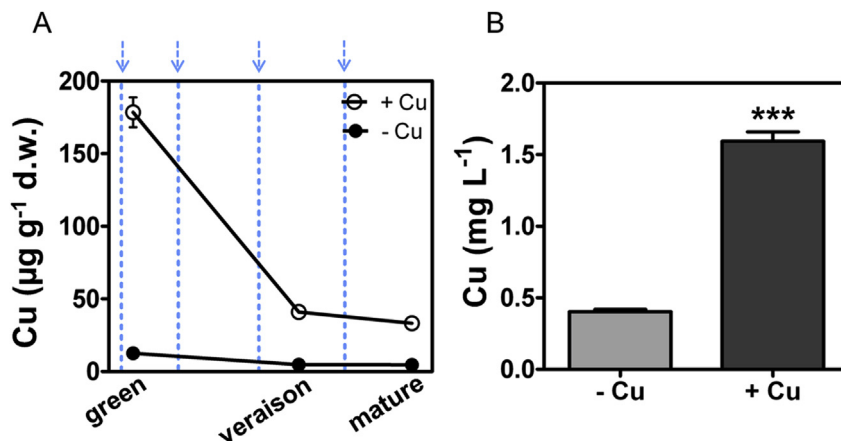 A
200
150
100
50
0
Cu (µg g⁻¹ d.w.)
+ Cu
- Cu
green
veraison
mature
B
2.0
1.5
1.0
0.5
0.0
Cu (mg L⁻¹)
***
- Cu
+ Cu